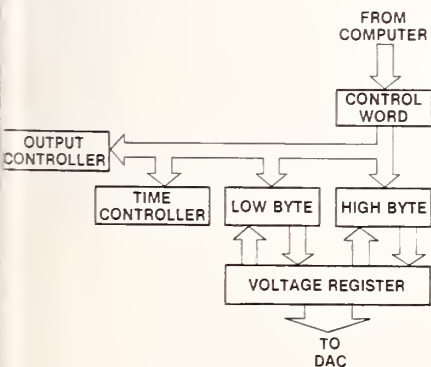 FROM
COMPUTER
CONTROL
WORD
OUTPUT
CONTROLLER
TIME
CONTROLLER
LOW BYTE
HIGH BYTE
VOLTAGE REGISTER
TO
DAC